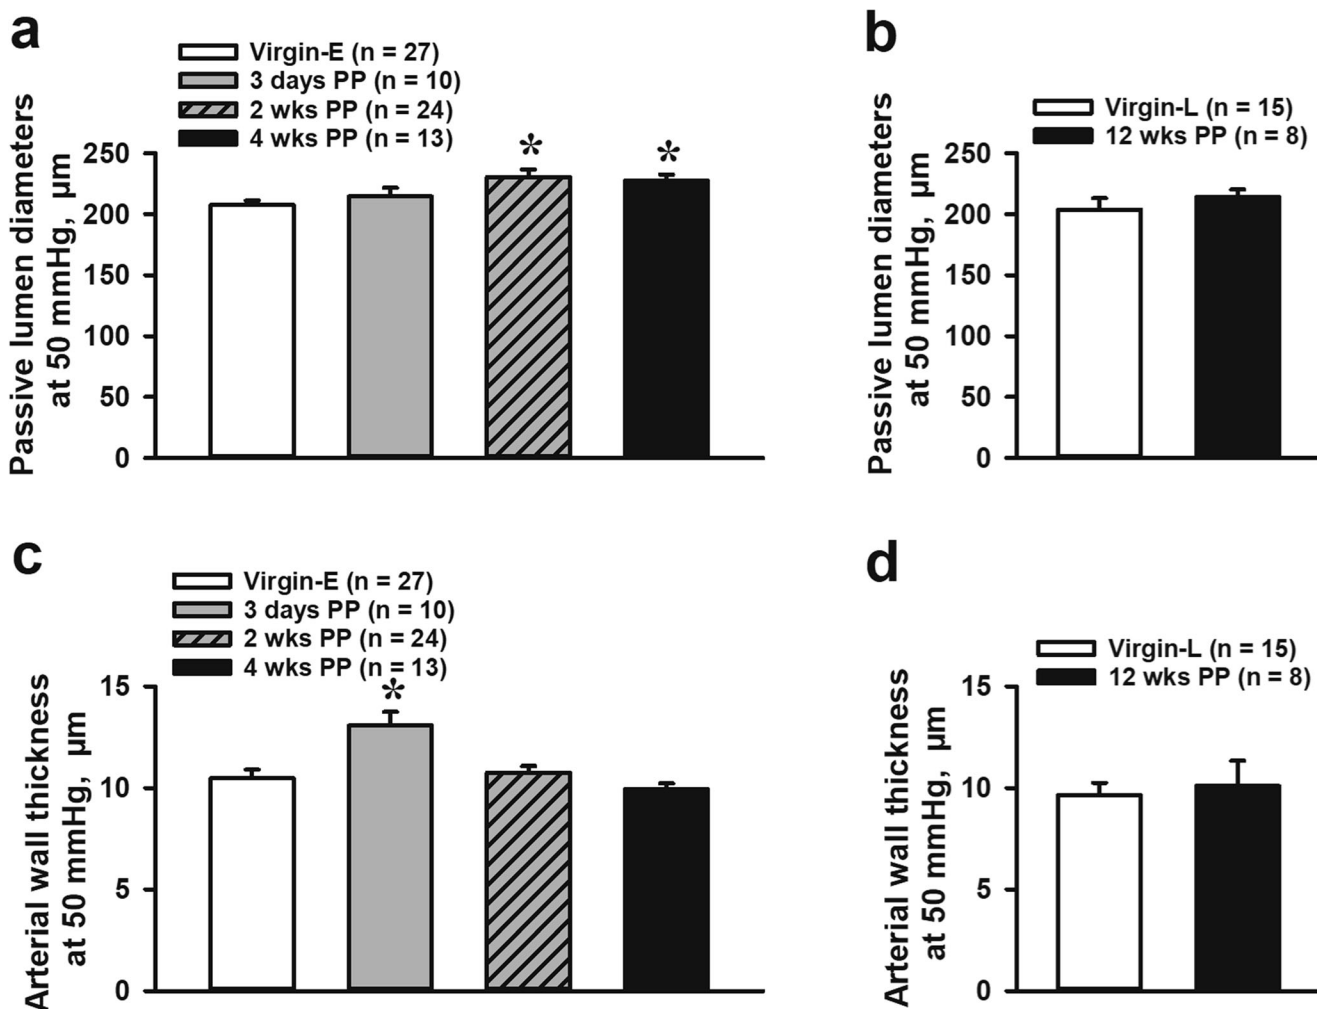 a
Virgin-E (n = 27)
3 days PP (n = 10)
2 wks PP (n = 24)
4 wks PP (n = 13)
Passive lumen diameters
at 50 mmHg, µm
250
200
150
100
50
0
*
*
b
Virgin-L (n = 15)
12 wks PP (n = 8)
Passive lumen diameters
at 50 mmHg, µm
250
200
150
100
50
0
c
Virgin-E (n = 27)
3 days PP (n = 10)
2 wks PP (n = 24)
4 wks PP (n = 13)
Arterial wall thickness
at 50 mmHg, µm
15
10
5
0
*
d
Virgin-L (n = 15)
12 wks PP (n = 8)
Arterial wall thickness
at 50 mmHg, µm
15
10
5
0